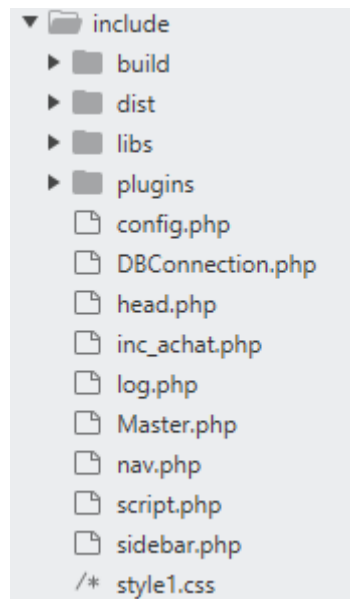 include
build
dist
libs
plugins
config.php
DBConnection.php
head.php
inc_achat.php
log.php
Master.php
nav.php
script.php
sidebar.php
/* style1.css